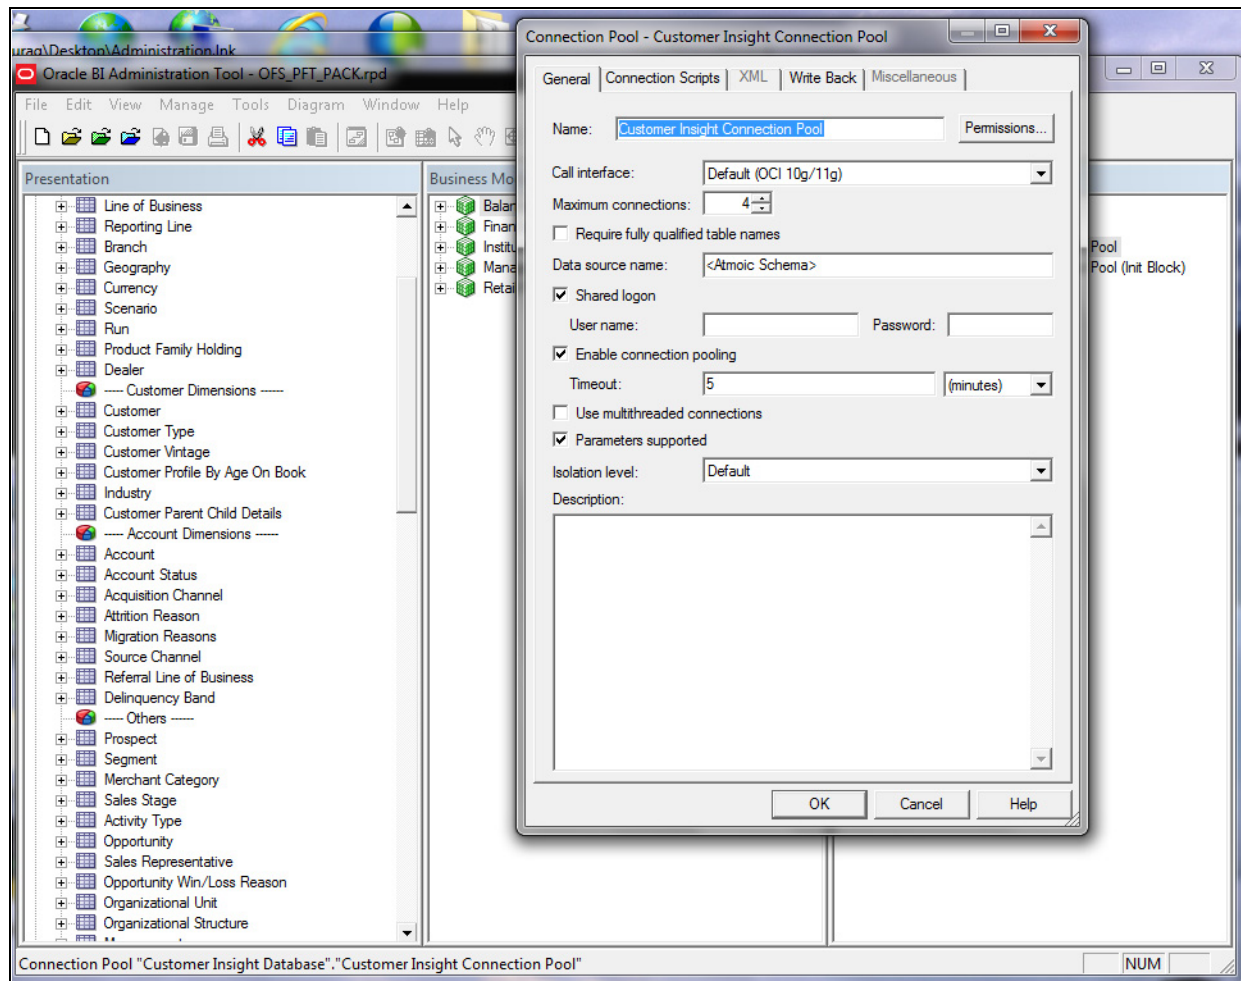 urag\Desktop\Administration.lnk
Oracle BI Administration Tool - OFS_PFT_PACK.rpd
File Edit View Manage Tools Diagram Window Help
Presentation
Line of Business
Reporting Line
Branch
Geography
Currency
Scenario
Run
Product Family Holding
Dealer
---- Customer Dimensions -----
Customer
Customer Type
Customer Vintage
Customer Profile By Age On Book
Industry
Customer Parent Child Details
---- Account Dimensions -----
Account
Account Status
Acquisition Channel
Attrition Reason
Migration Reasons
Source Channel
Referral Line of Business
Delinquency Band
---- Others -----
Prospect
Segment
Merchant Category
Sales Stage
Activity Type
Opportunity
Sales Representative
Opportunity Win/Loss Reason
Organizational Unit
Organizational Structure
Business Mo
Balan
Finan
Institu
Mana
Retai
Connection Pool - Customer Insight Connection Pool
General Connection Scripts XML Write Back Miscellaneous
Name: Customer Insight Connection Pool Permissions...
Call interface: Default (OCI 10g/11g)
Maximum connections: 4
Require fully qualified table names
Data source name: <Atmoic Schema>
Shared logon
User name: Password:
Enable connection pooling
Timeout: 5 (minutes)
Use multithreaded connections
Parameters supported
Isolation level: Default
Description:
OK Cancel Help
Pool
Pool (Init Block)
Connection Pool "Customer Insight Database"."Customer Insight Connection Pool"
NUM